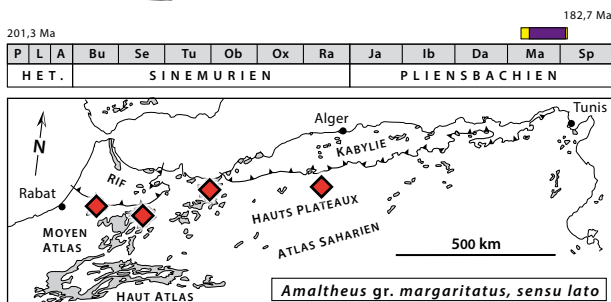 182,7 Ma
201,3 Ma
P L A Bu Se Tu Ob Ox Ra Ja Ib Da Ma Sp
HET. SINEMURIEN PLIENSBACHIEN
Tunis
Alger
N
KABYLIE
RIF
Rabat
HAUTS PLATEAUX
MOYEN
ATLAS
ATLAS SAHARIEN
500 km
HAUT ATLAS
Amaltheus gr. margaritatus, sensu lato